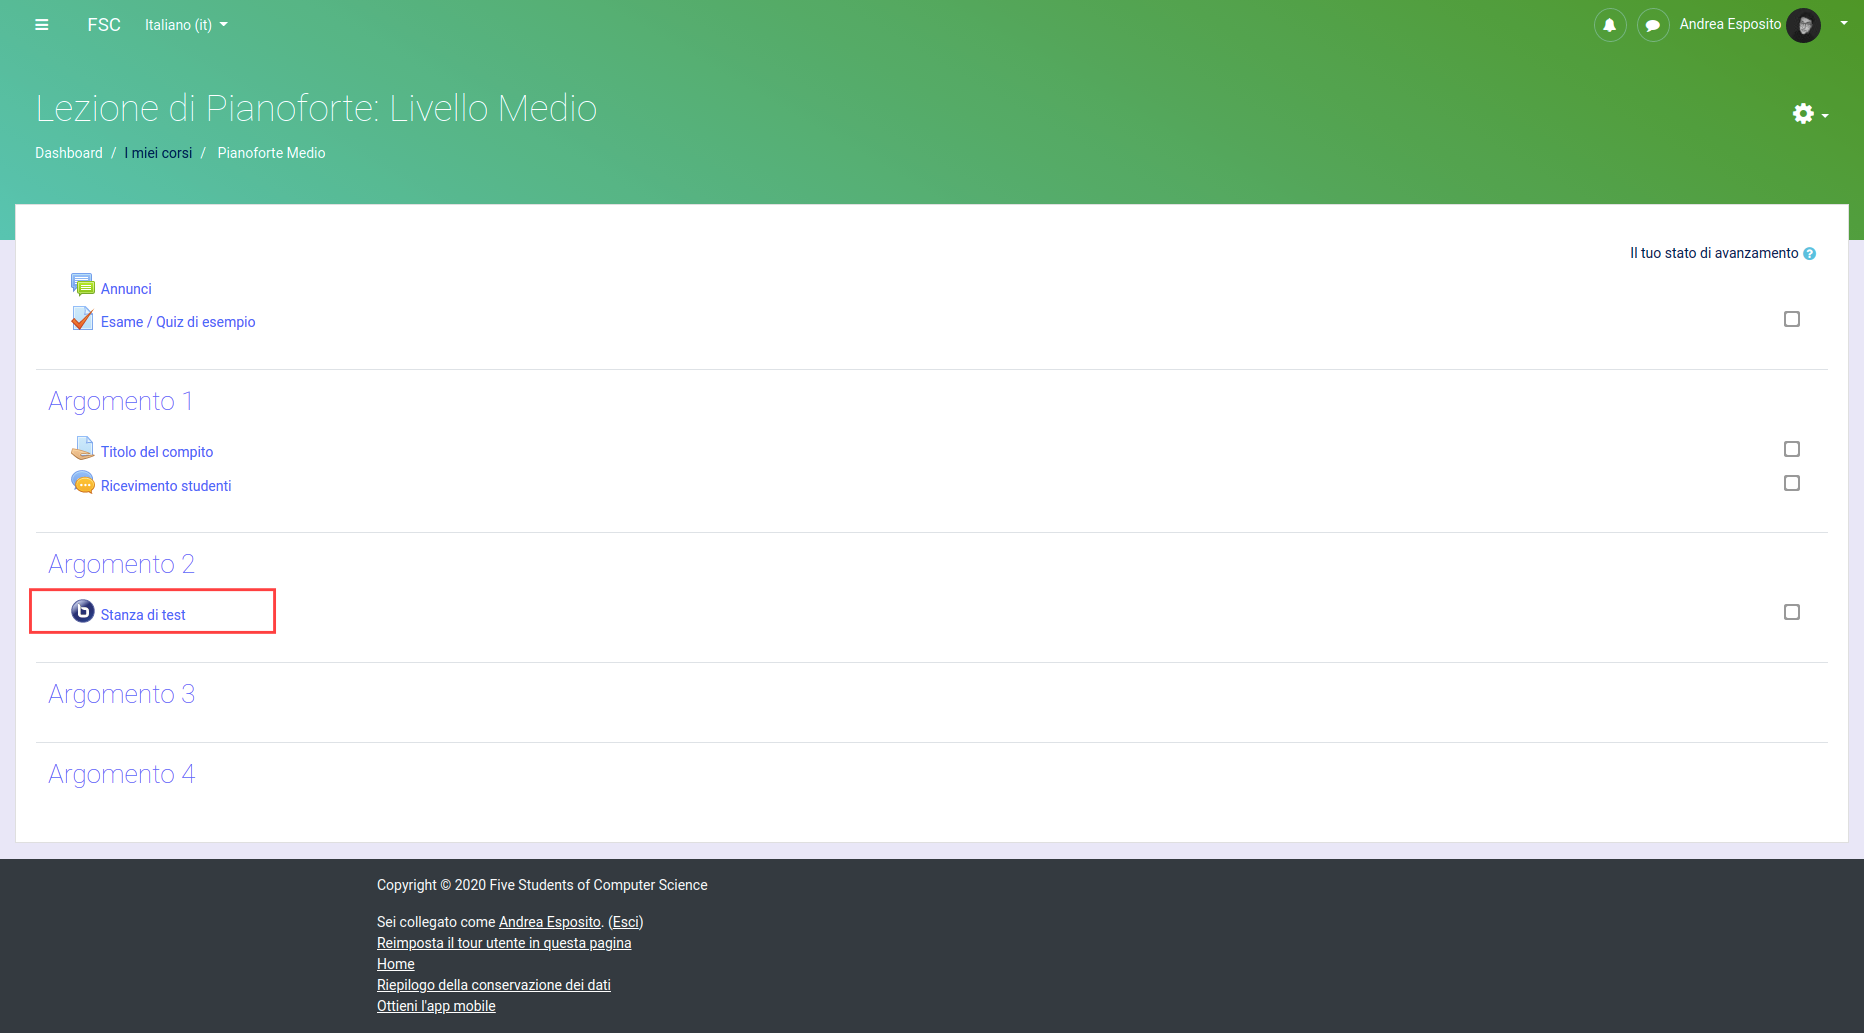 FSC Italiano (it) Andrea Esposito
Lezione di Pianoforte: Livello Medio
Dashboard / I miei corsi / Pianoforte Medio
Il tuo stato di avanzamento ?
Annunci
Esame / Quiz di esempio
Argomento 1
Titolo del compito
Ricevimento studenti
Argomento 2
b Stanza di test
Argomento 3
Argomento 4
Copyright © 2020 Five Students of Computer Science
Sei collegato come Andrea Esposito. (Esci)
Reimposta il tour utente in questa pagina
Home
Riepilogo della conservazione dei dati
Ottieni l'app mobile